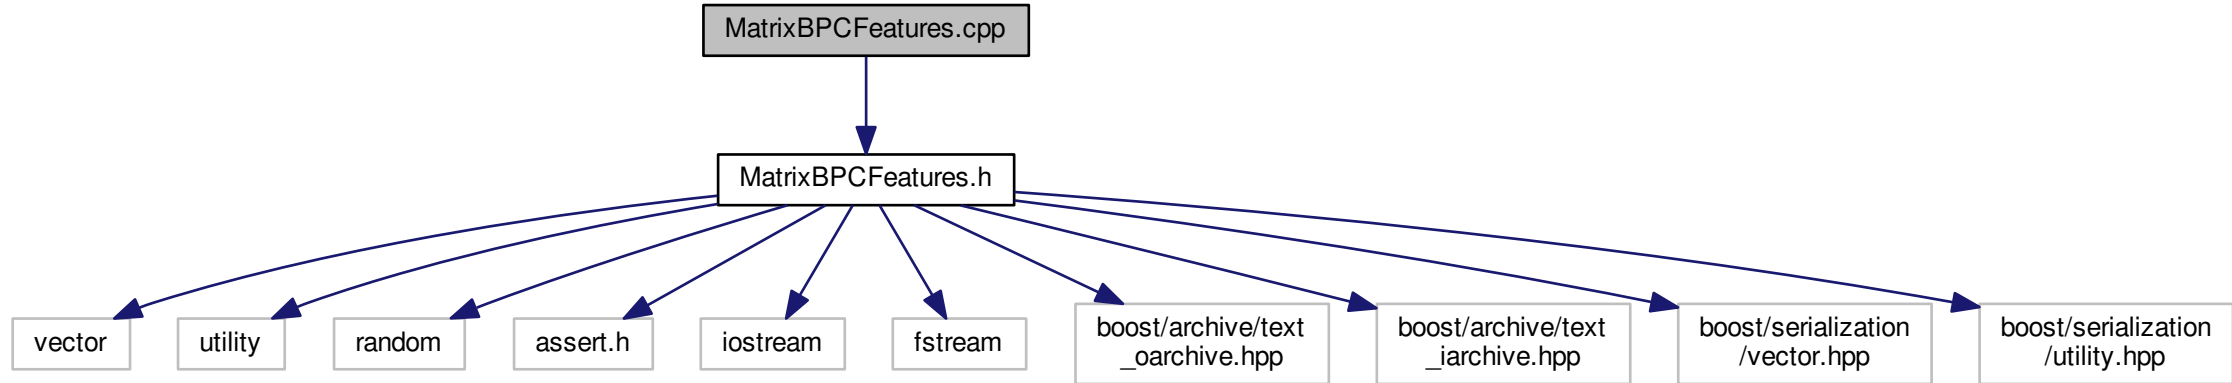 MatrixBPCFeatures.cpp
MatrixBPCFeatures.h
vector
utility
random
assert.h
iostream
fstream
boost/archive/text
_oarchive.hpp
boost/archive/text
_iarchive.hpp
boost/serialization
/vector.hpp
boost/serialization
/utility.hpp